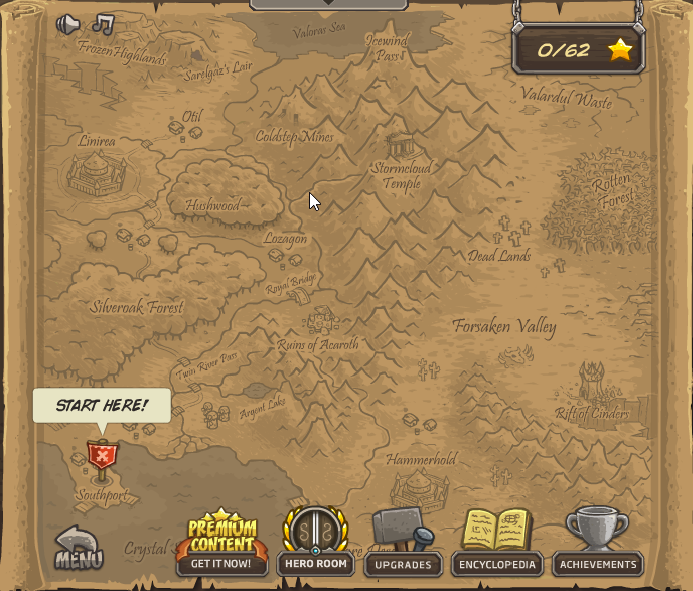 Valoras Sea
Icewind
Pass
0/62
Frozen Highlands
Sarelgaz's Lair
Valardul Waste
Otil
Coldstep Mines
Linirea
Stormcloud
Temple
Rotten
Forest
Hushwood
Lozagon
Dead Lands
Royal Bridge
Silveroak Forest
Forsaken Valley
Ruins of Acaroth
Twin River Pass
START HERE!
Argent Lake
Rift of Cinders
Hammerhold
Southport
Crystal
MENU
PREMIUM
CONTENT
GET IT NOW!
HERO ROOM
UPGRADES
ENCYCLOPEDIA
ACHIEVEMENTS